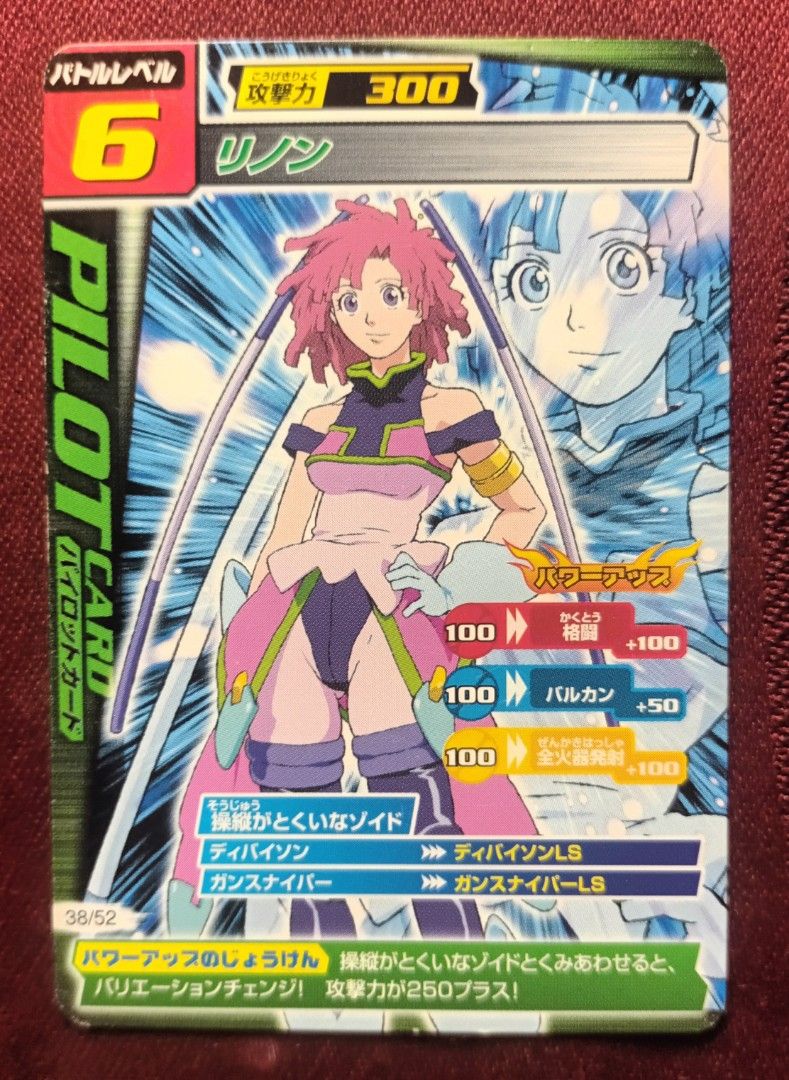 バトルレベル
6
こうげきりょく
攻撃力 300
リノン
PILOT CARD
パイロットカード
パワーアップ
かくとう
100 格闘 +100
100 バルカン +50
ぜんかきはっしゃ
100 全火器発射 +100
そうじゅう
操縦がとくいなゾイド
ディバイソン ディバイソンLS
ガンスナイパー ガンスナイパーLS
38/52
パワーアップのじょうけん 操縦がとくいなゾイドとくみあわせると、
バリエーションチェンジ! 攻撃力が250プラス!